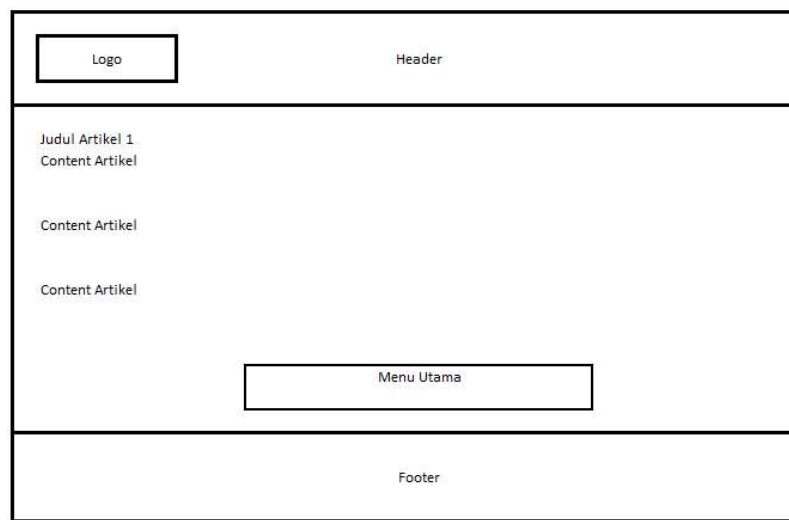 Logo
Header
Judul Artikel 1
Content Artikel
Content Artikel
Content Artikel
Menu Utama
Footer